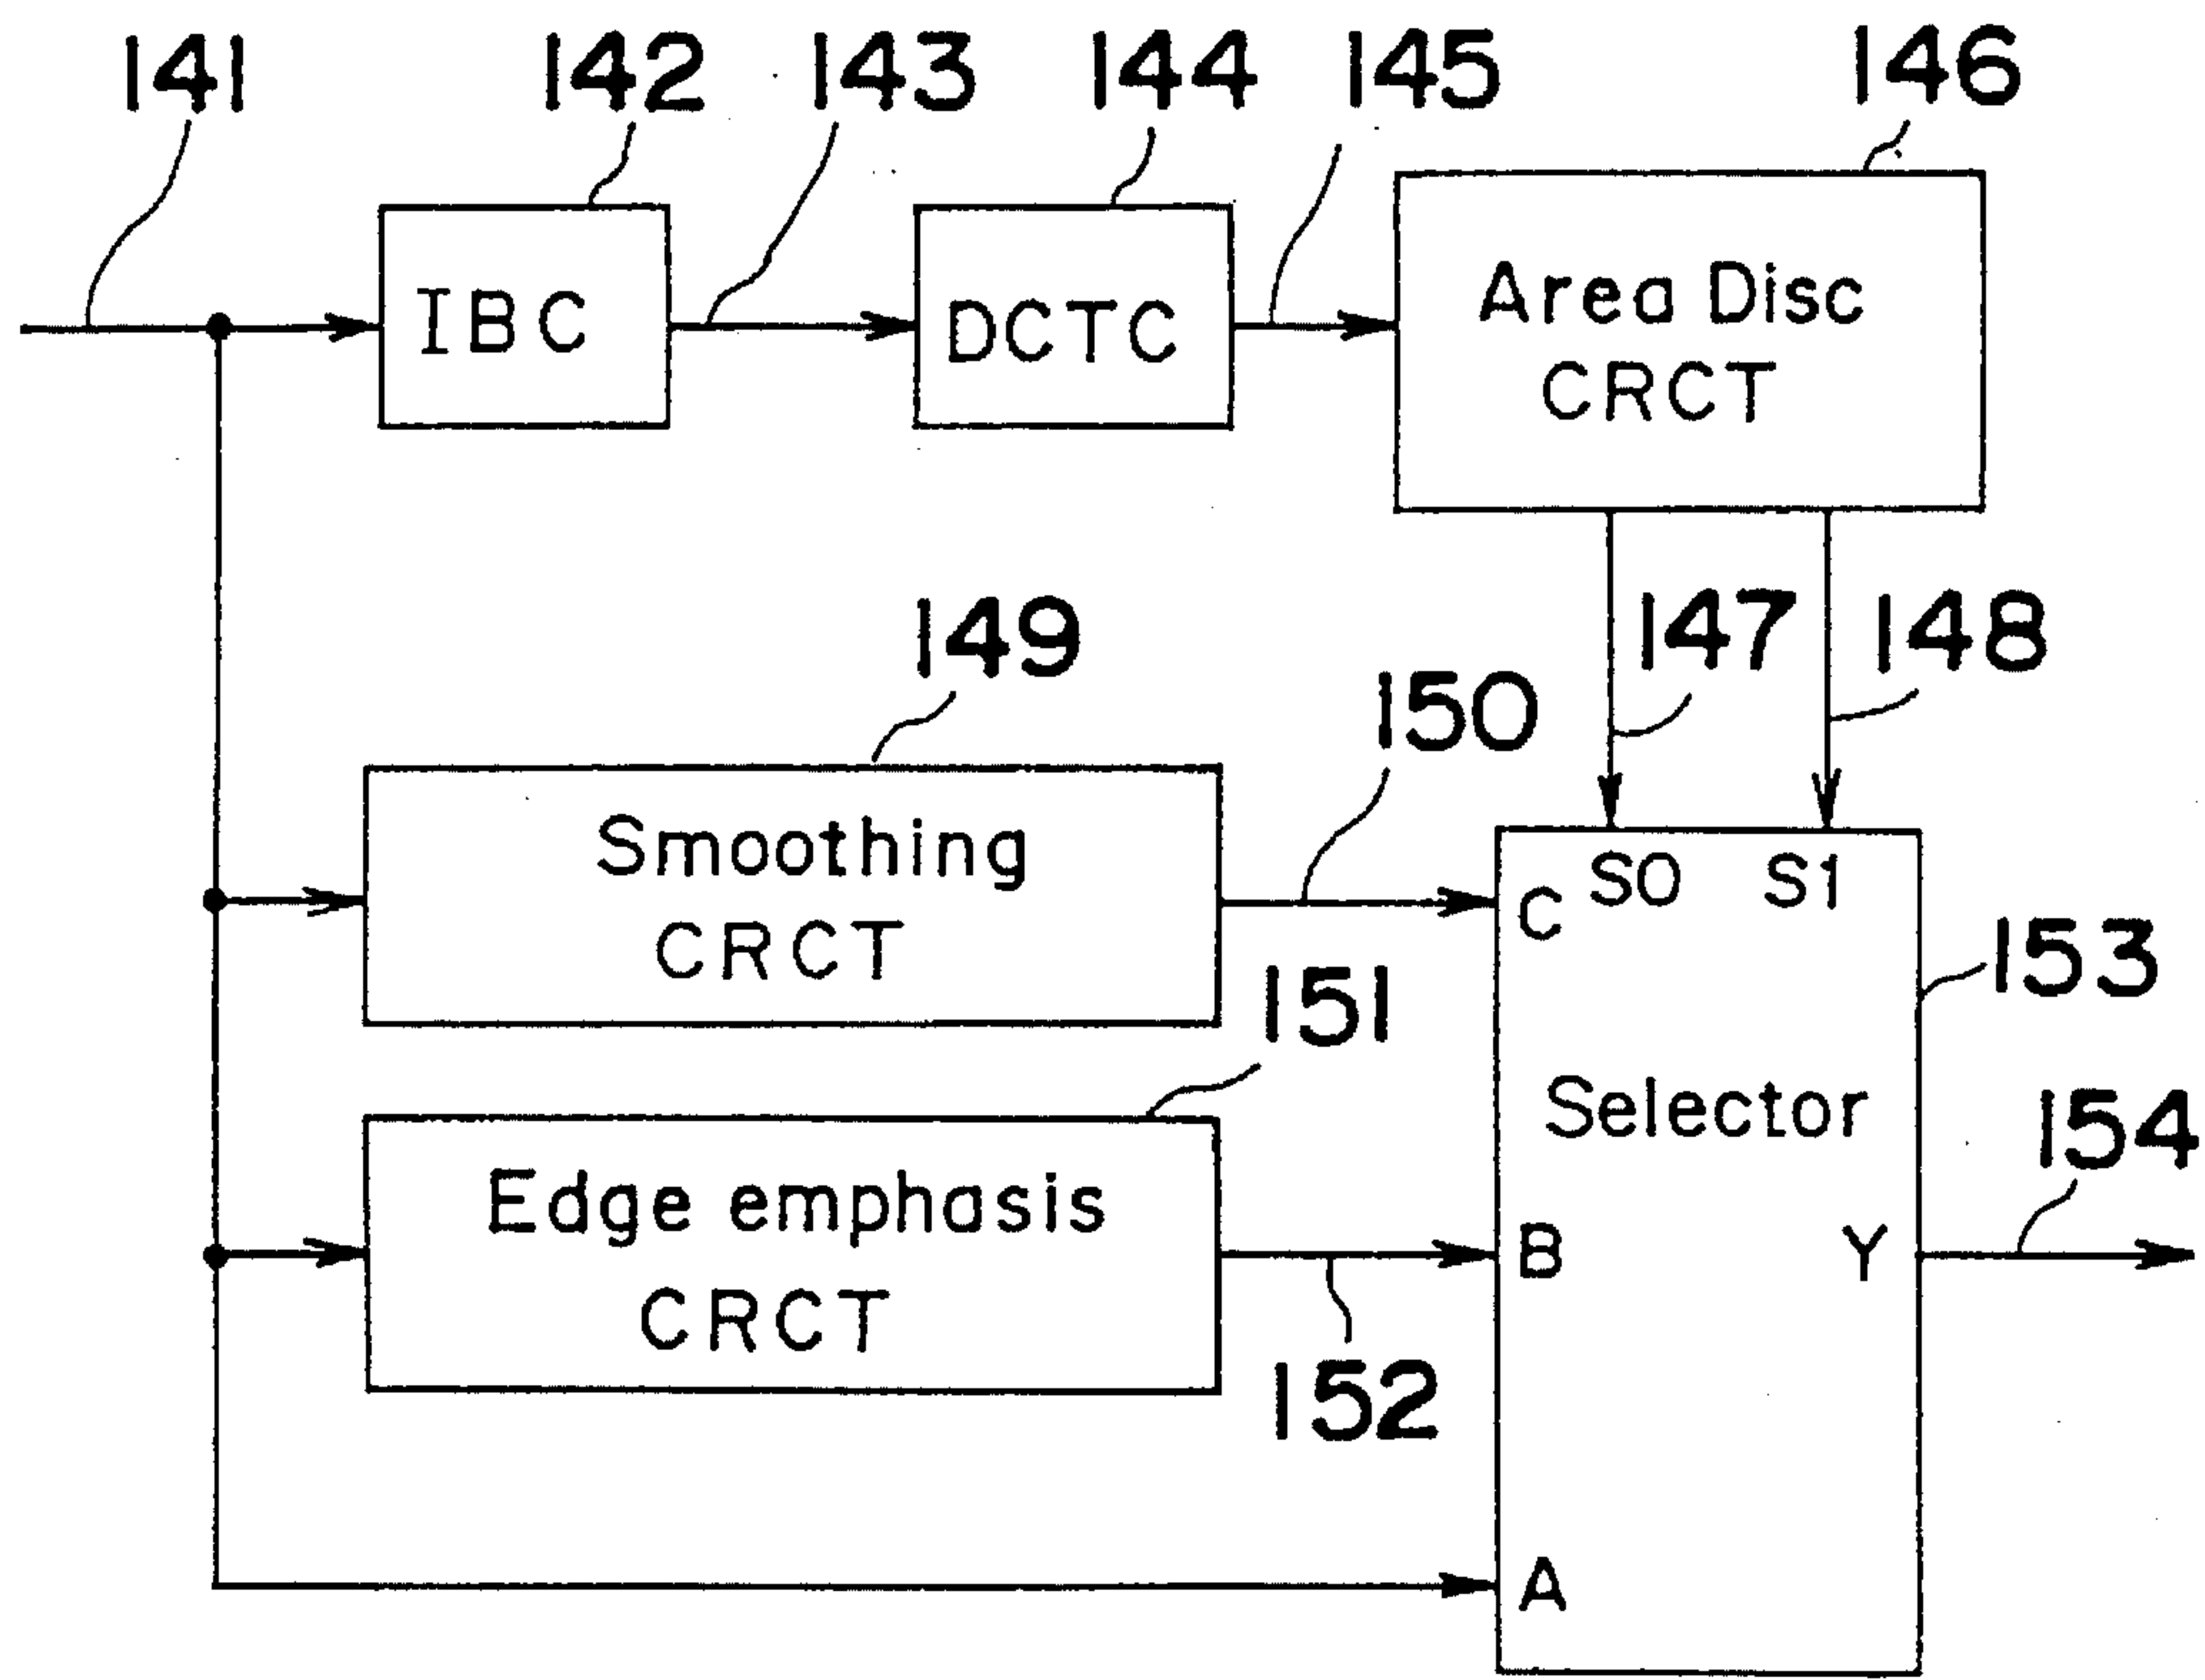 141
142
143
144
145
146
IBC
DCTC
Area Disc
CRCT
147
148
149
150
Smoothing
CRCT
C
S0
S1
151
153
Selector
154
Edge emphasis
CRCT
B
Y
152
A